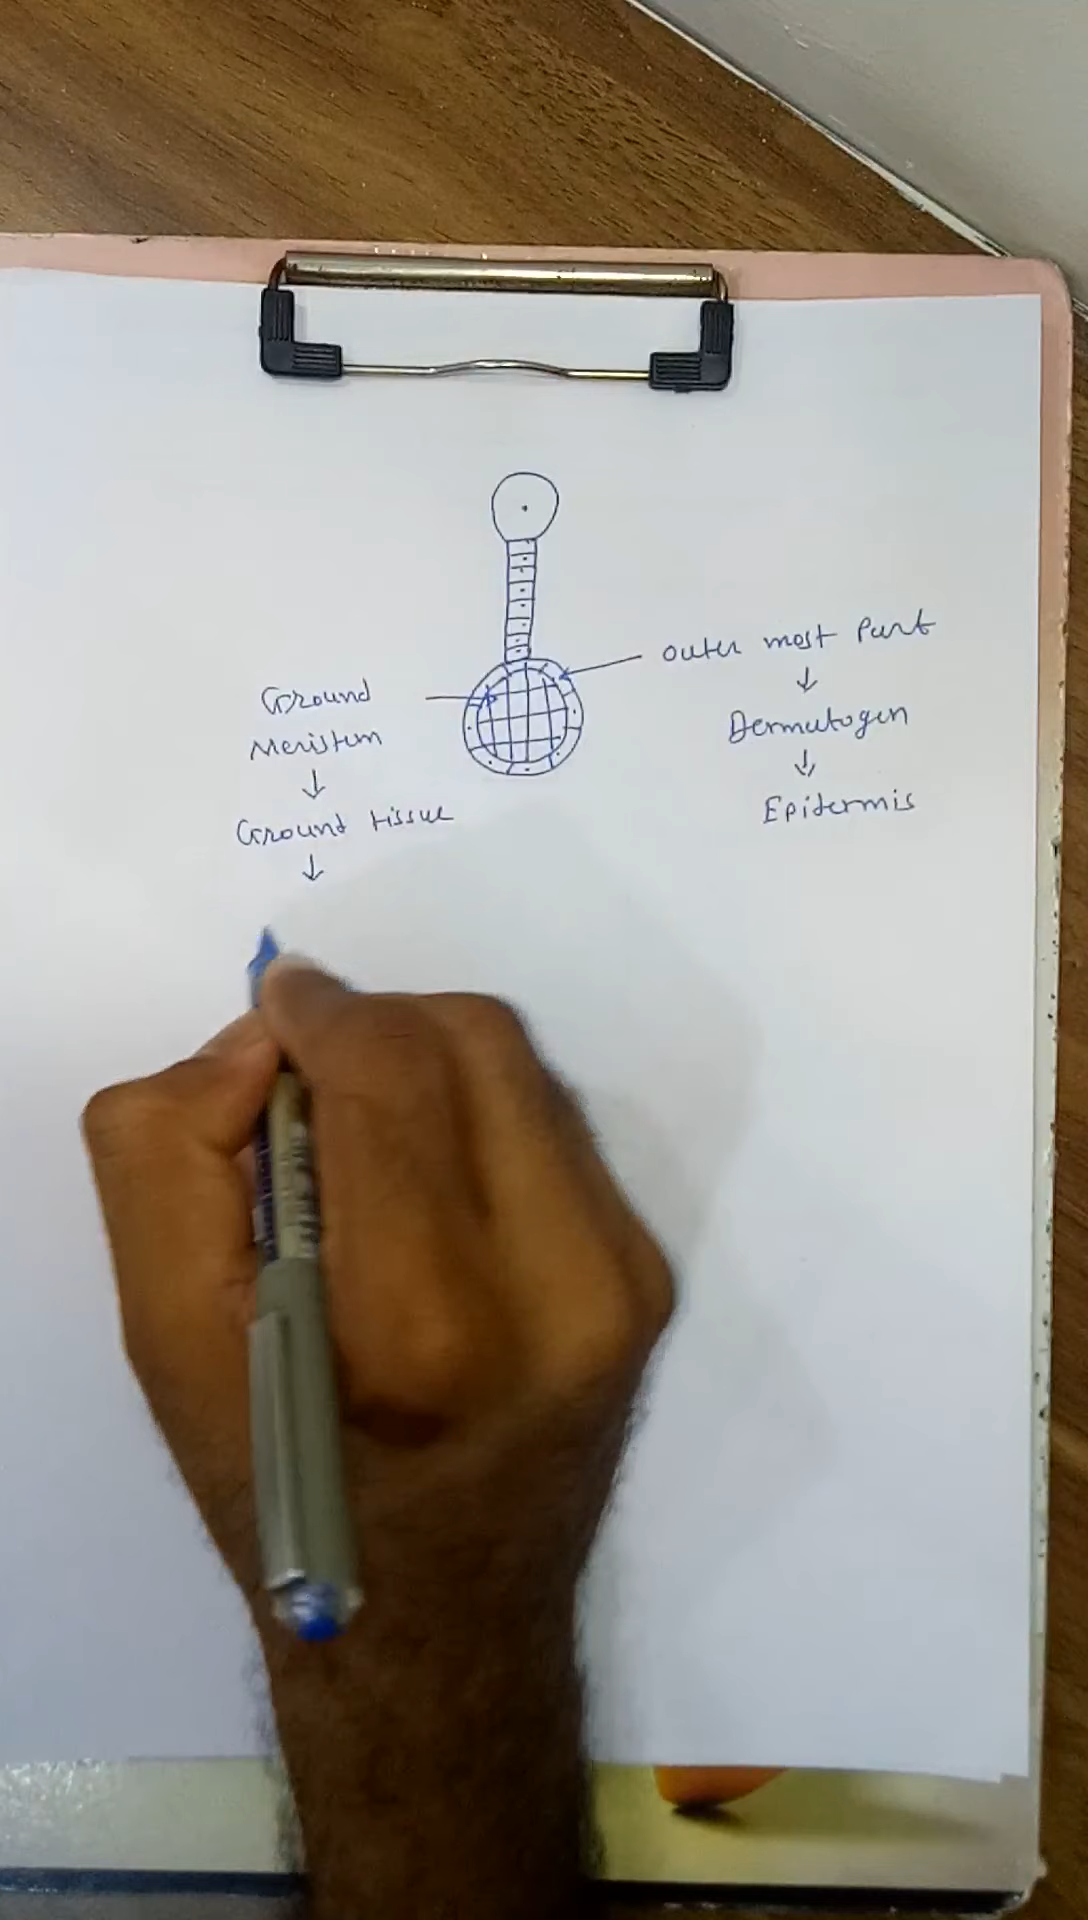 outer most Part
Ground
Meristem
Dermatogen
Ground tissue
Epidermis